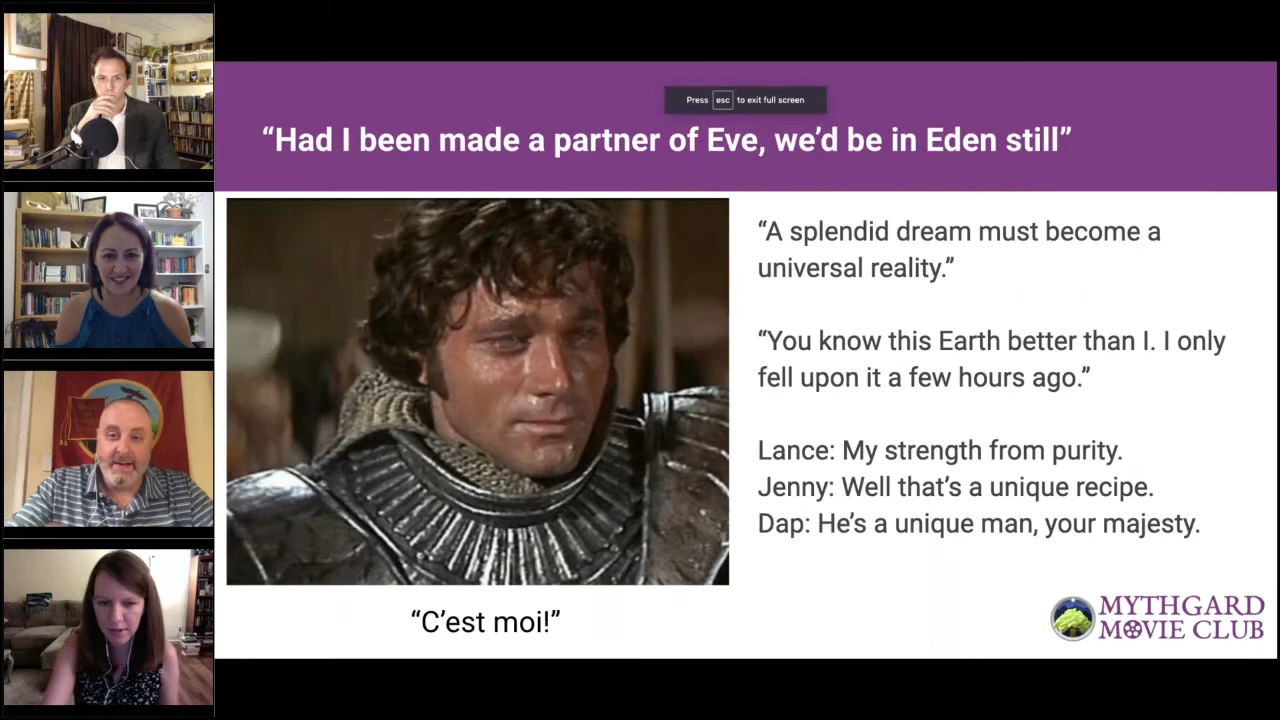 Press esc to exit full screen
“Had I been made a partner of Eve, we’d be in Eden still”
“A splendid dream must become a
universal reality.”
“You know this Earth better than I. I only
fell upon it a few hours ago.”
Lance: My strength from purity.
Jenny: Well that’s a unique recipe.
Dap: He’s a unique man, your majesty.
“C’est moi!”
MYTHGARD
MOVIE CLUB